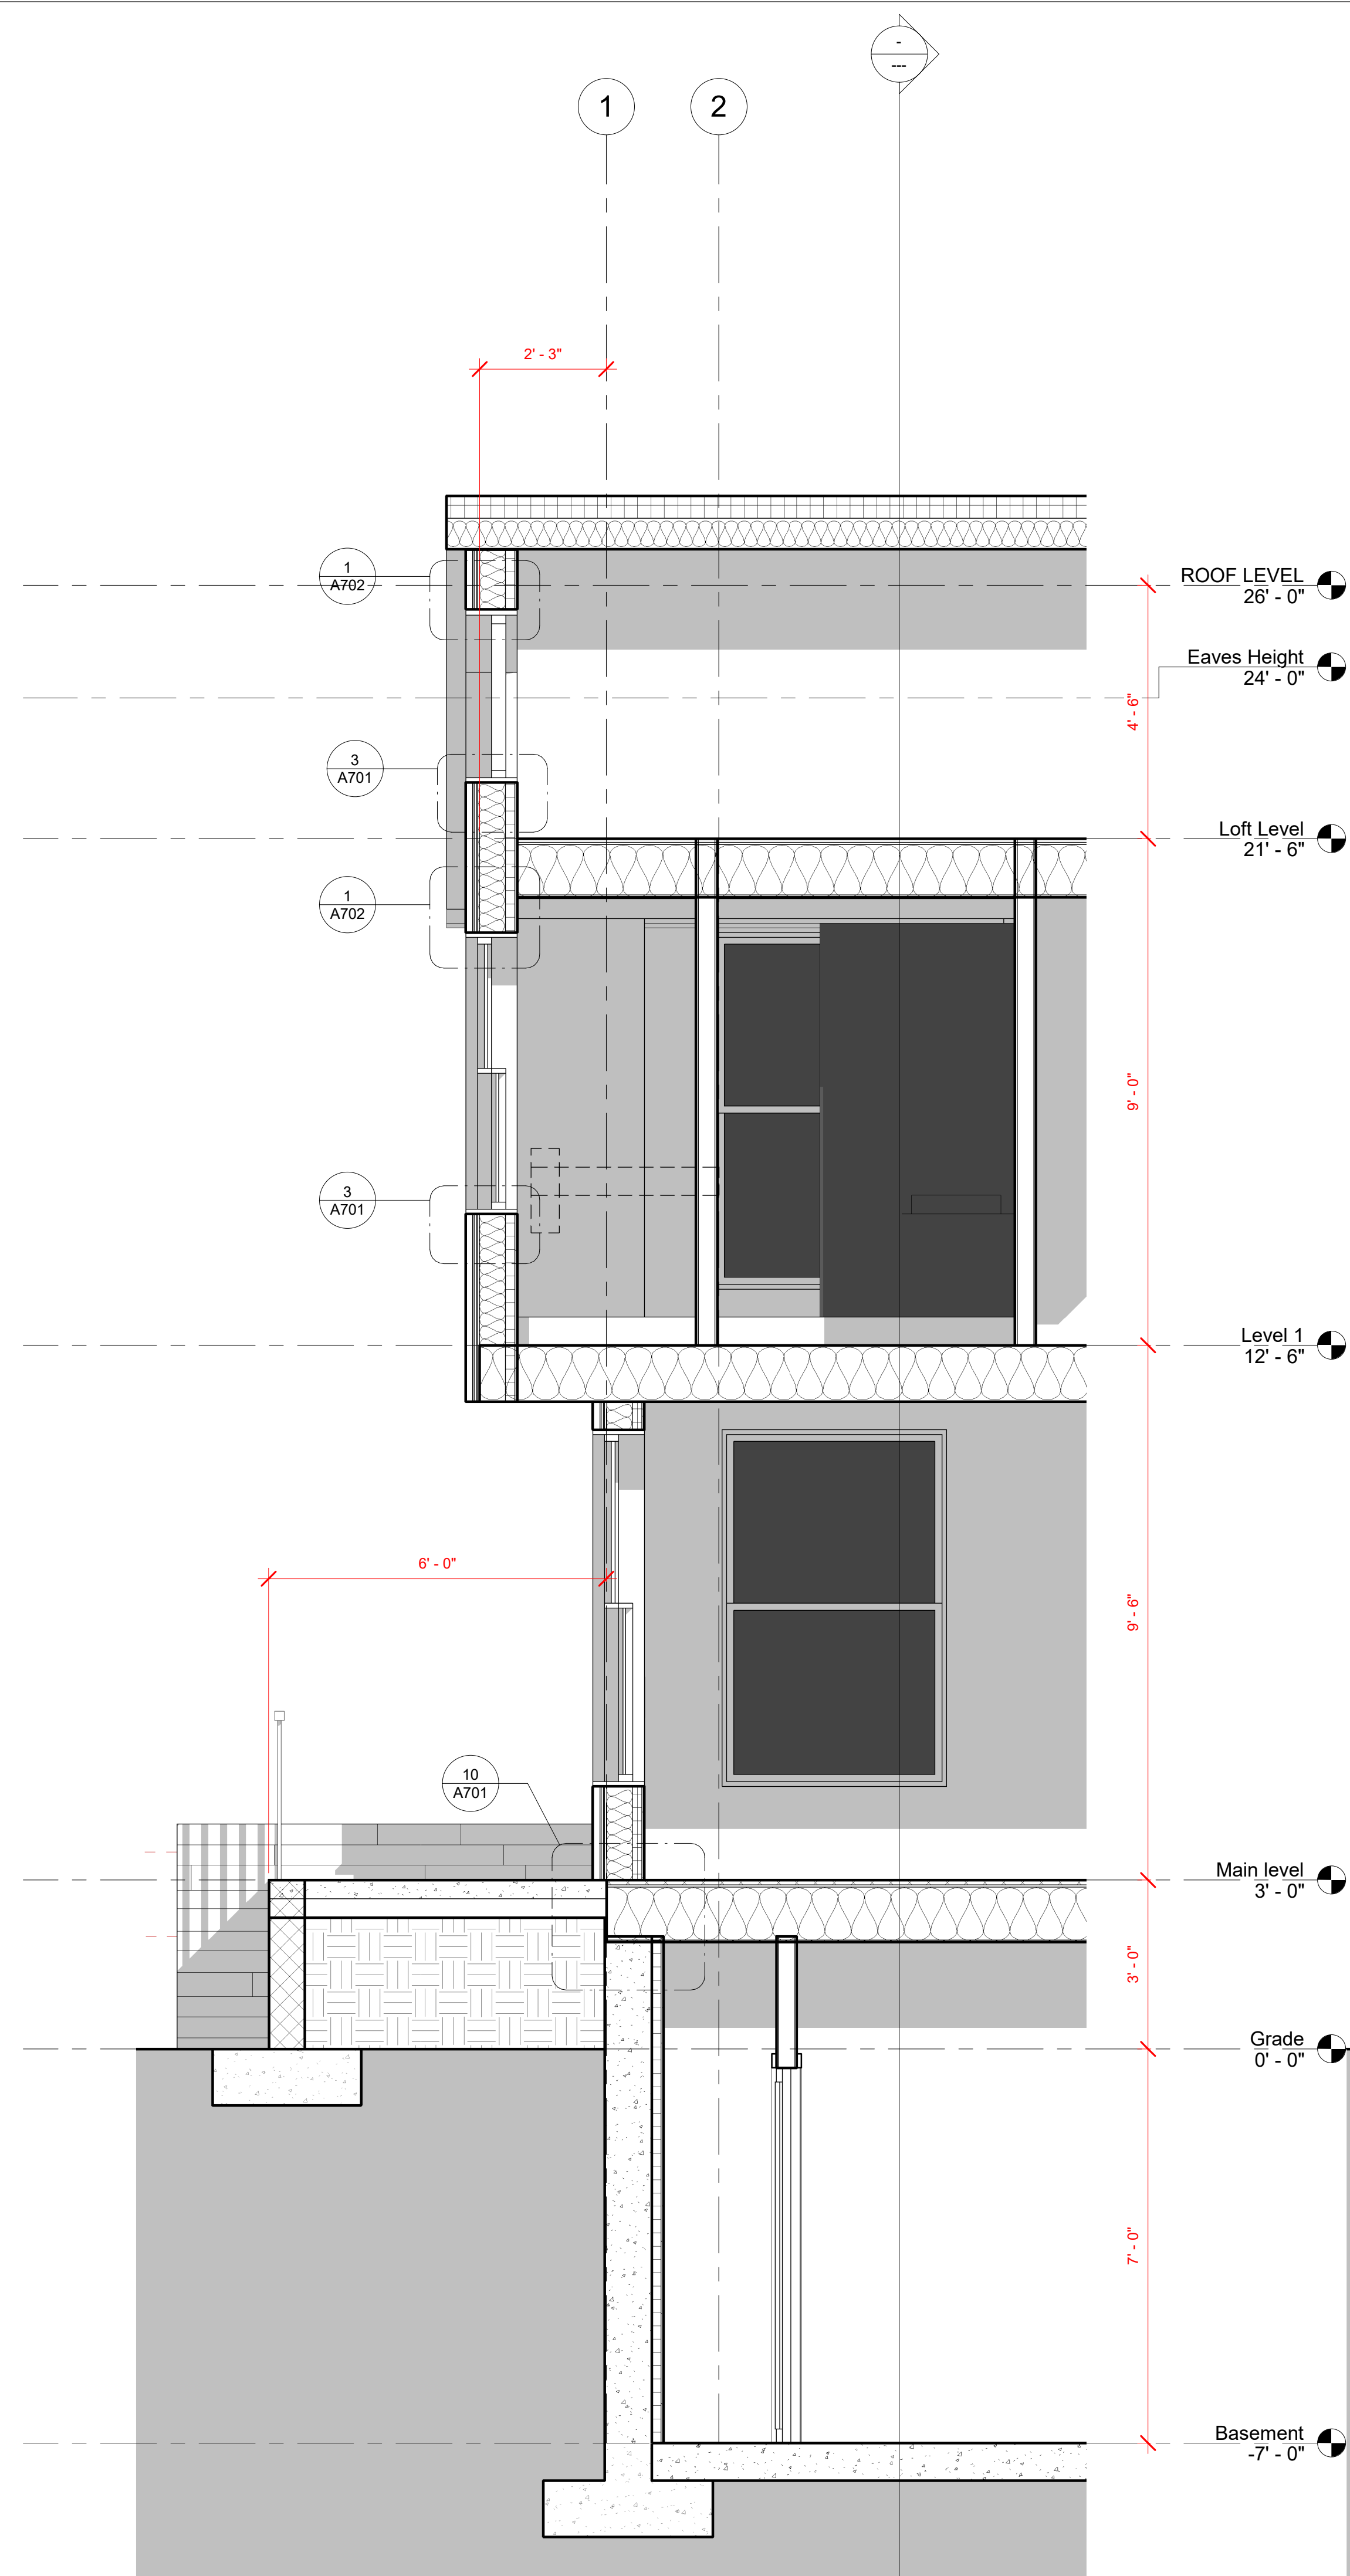 -
---
1
2
2' - 3"
1
A702
ROOF LEVEL
26' - 0"
Eaves Height
24' - 0"
4' - 6"
3
A701
Loft Level
21' - 6"
1
A702
9' - 0"
3
A701
Level 1
12' - 6"
6' - 0"
9' - 6"
10
A701
Main level
3' - 0"
3' - 0"
Grade
0' - 0"
7' - 0"
Basement
-7' - 0"